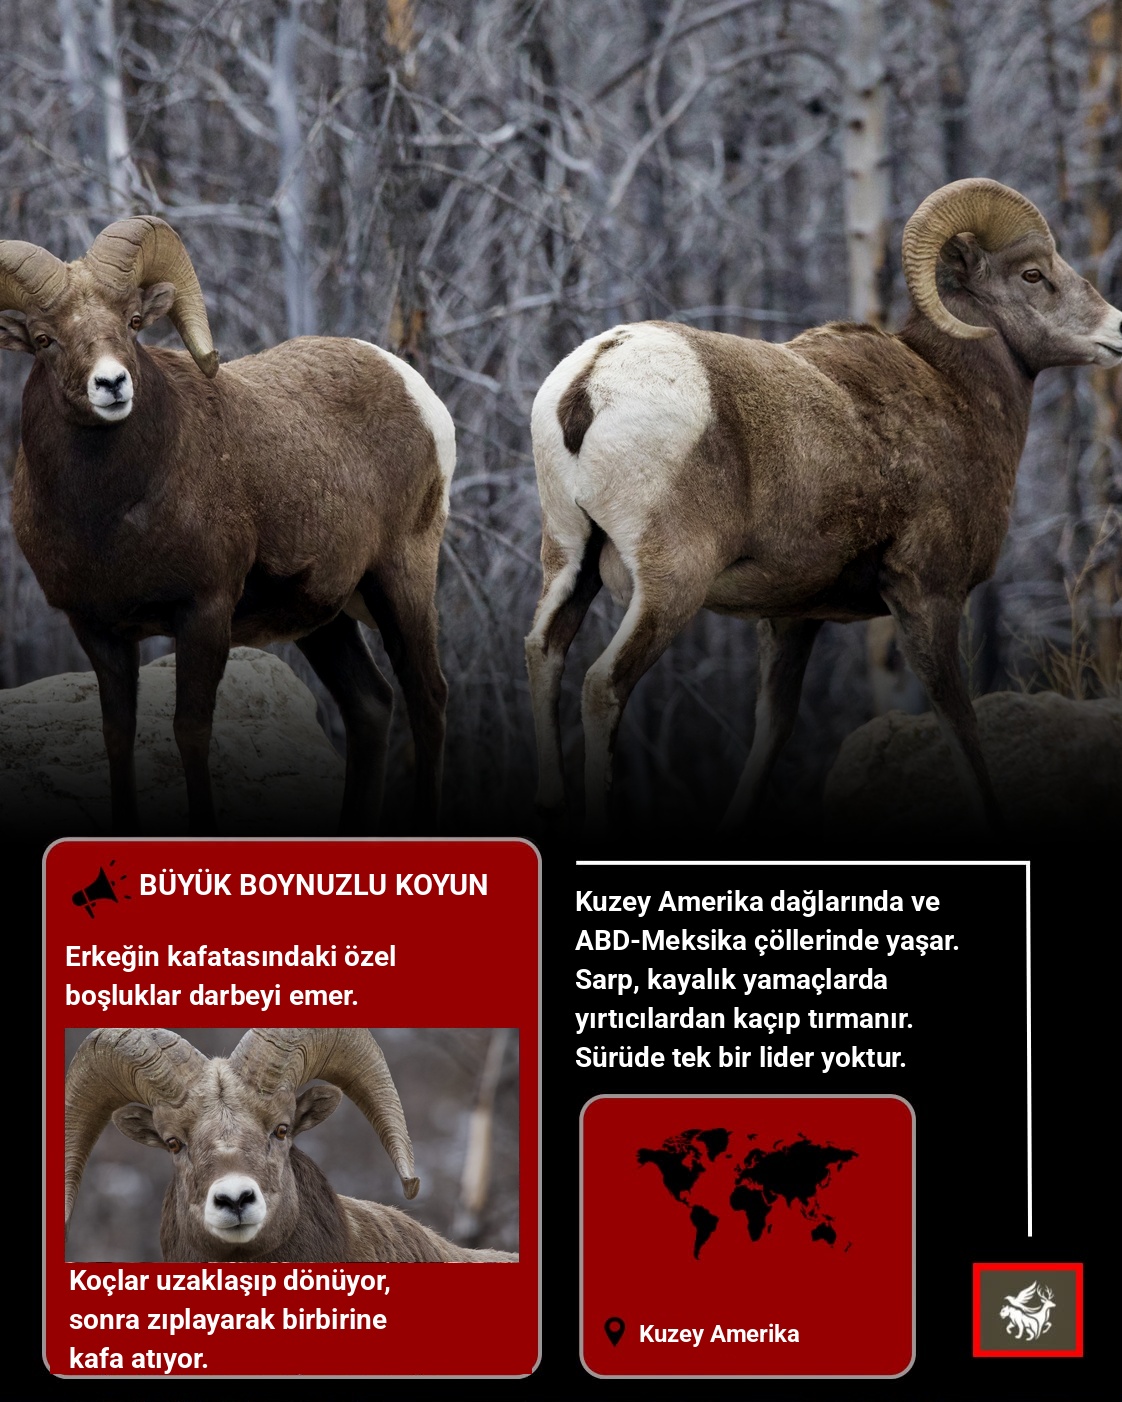 BÜYÜK BOYNUZLU KOYUN
Erkeğin kafatasındaki özel
boşluklar darbeyi emer.
Koçlar uzaklaşıp dönüyor,
sonra zıplayarak birbirine
kafa atıyor.
Kuzey Amerika dağlarında ve
ABD-Meksika çöllerinde yaşar.
Sarp, kayalık yamaçlarda
yırtıcılardan kaçıp tırmanır.
Sürüde tek bir lider yoktur.
Kuzey Amerika